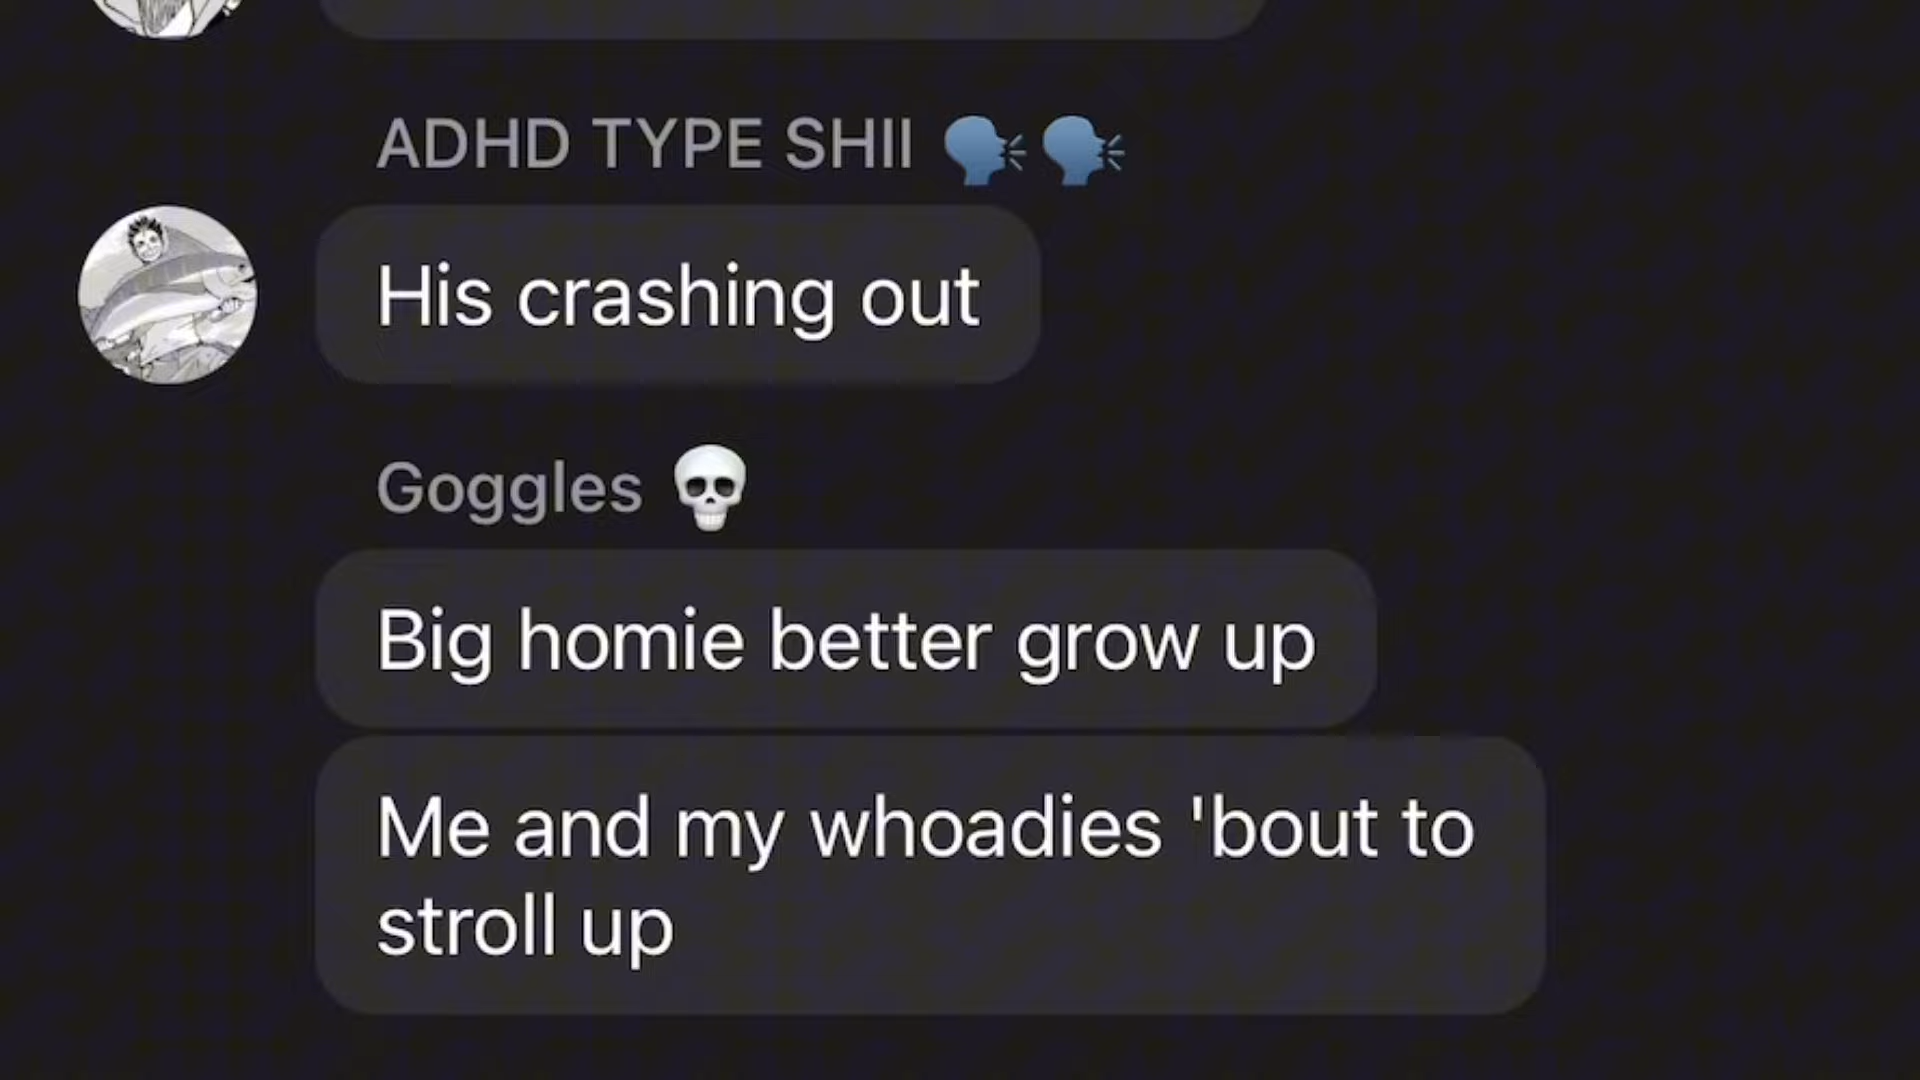 ADHD TYPE SHII 🗣️🗣️
His crashing out
Goggles 💀
Big homie better grow up
Me and my whoadies 'bout to
stroll up